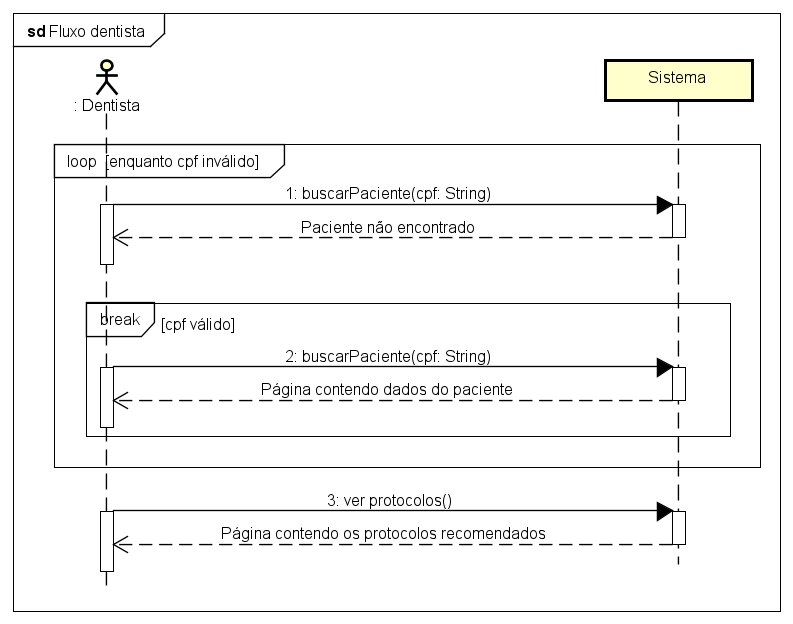 sd Fluxo dentista
: Dentista
Sistema
loop [enquanto cpf inválido]
1: buscarPaciente(cpf: String)
Paciente não encontrado
break [cpf válido]
2: buscarPaciente(cpf: String)
Página contendo dados do paciente
3: ver protocolos()
Página contendo os protocolos recomendados